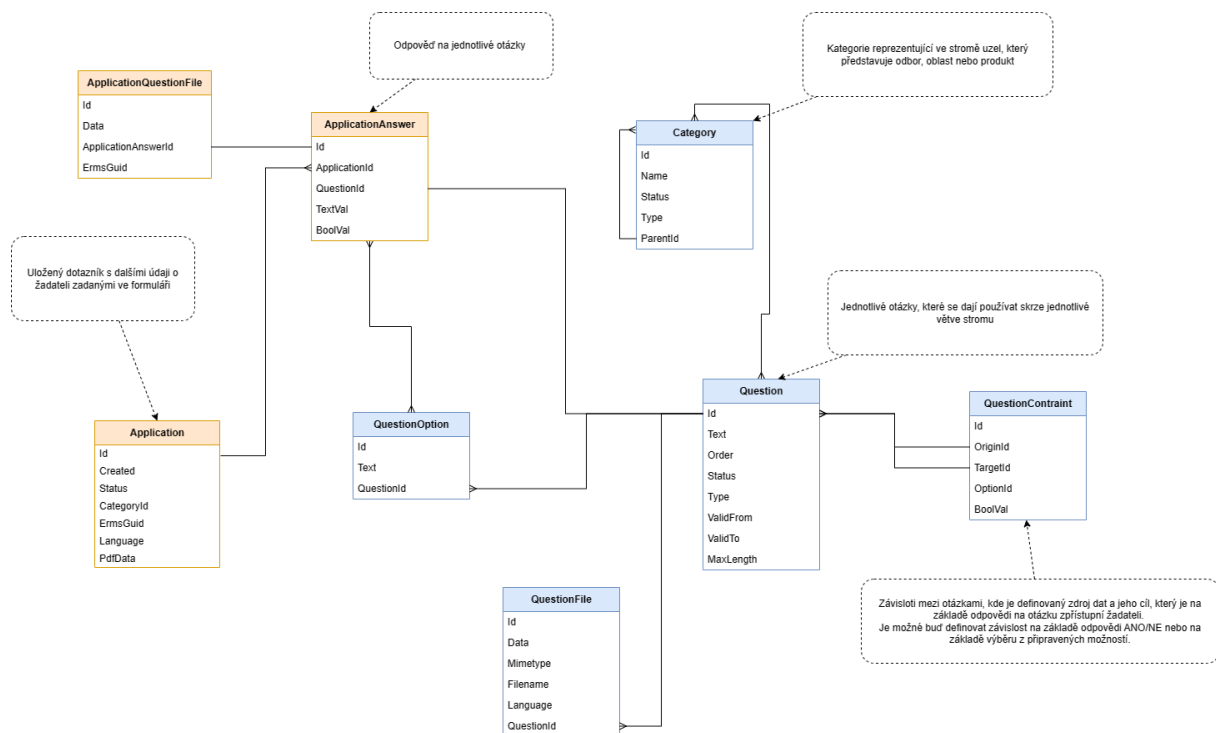 Odpověď na jednotlivé otázky
Kategorie reprezentující ve stromě uzel, který
představuje odbor, oblast nebo produkt
ApplicationQuestionFile
Id
Data
ApplicationAnswerId
ErmsGuid
ApplicationAnswer
Id
ApplicationId
QuestionId
TextVal
BoolVal
Category
Id
Name
Status
Type
ParentId
Uložený dotazník s dalšími údaji o
žadateli zadanými ve formuláři
Jednotlivé otázky, které se dají používat skrze jednotlivé
větve stromu
Application
Id
Created
Status
CategoryId
ErmsGuid
Language
PdfData
QuestionOption
Id
Text
QuestionId
Question
Id
Text
Order
Status
Type
ValidFrom
ValidTo
MaxLength
QuestionContraint
Id
OriginId
TargetId
OptionId
BoolVal
QuestionFile
Id
Data
Mimetype
Filename
Language
QuestionId
Závisloti mezi otázkami, kde je definovaný zdroj dat a jeho cíl, který je na
základě odpovědi na otázku zpřístupní žadateli.
Je možné buď definovat závislost na základě odpovědi ANO/NE nebo na
základě výběru z připravených možností.